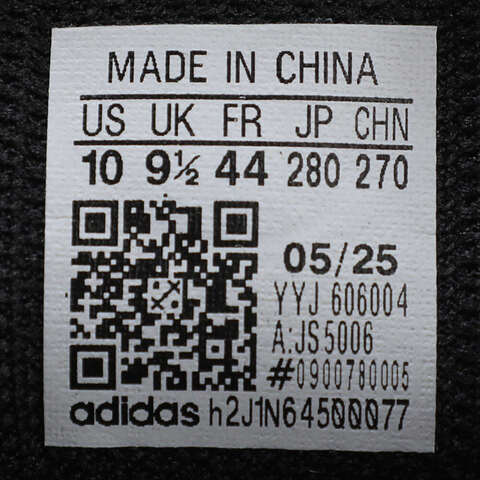 MADE IN CHINA
US UK FR JP CHN
10 9½ 44 280 270
05/25
YYJ 606004
A:JS5006
#0900780005
adidas h2J1N64500077